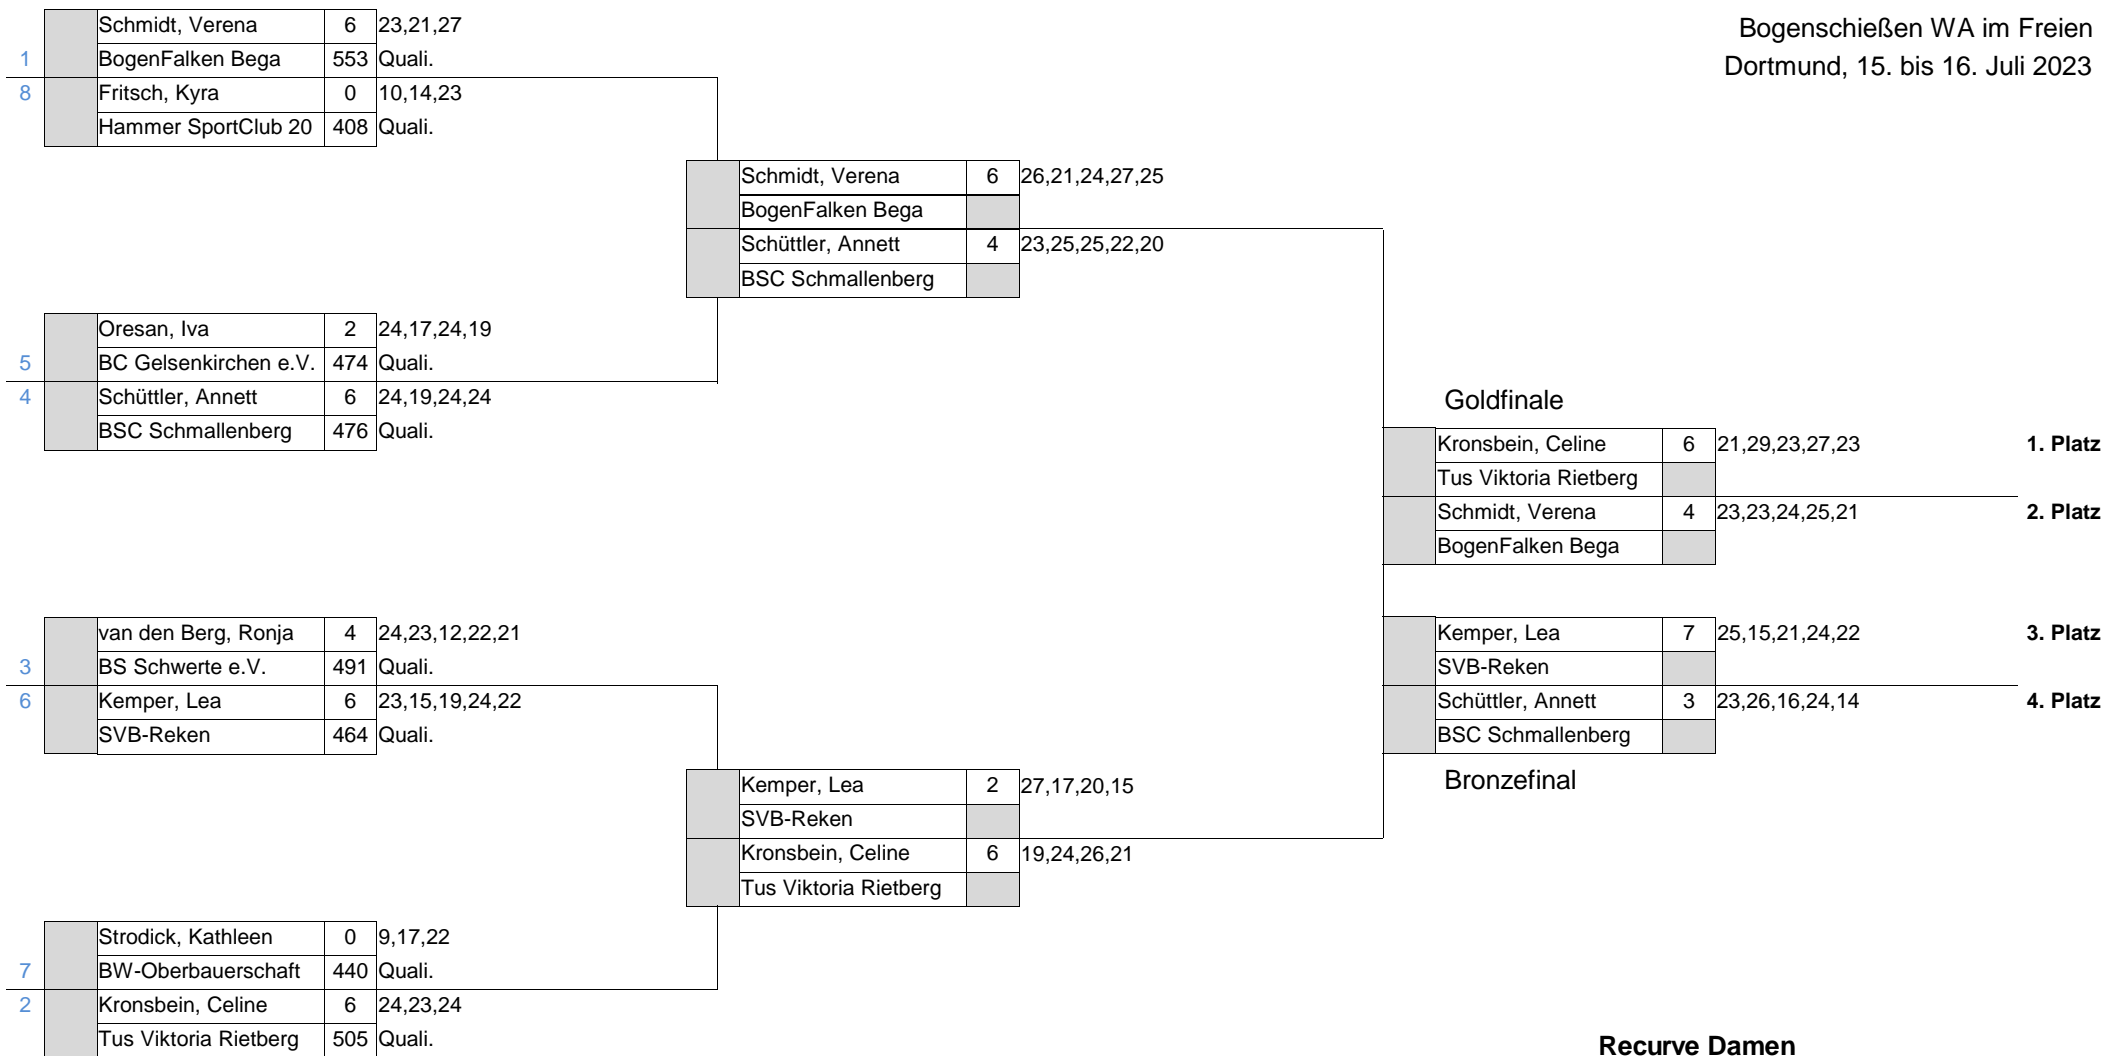 Bogenschießen WA im Freien
Dortmund, 15. bis 16. Juli 2023
Schmidt, Verena 6 23,21,27
1 BogenFalken Bega 553 Quali.
8 Fritsch, Kyra 0 10,14,23
Hammer SportClub 20 408 Quali.
Schmidt, Verena 6 26,21,24,27,25
BogenFalken Bega
Schüttler, Annett 4 23,25,25,22,20
BSC Schmallenberg
Oresan, Iva 2 24,17,24,19
5 BC Gelsenkirchen e.V. 474 Quali.
4 Schüttler, Annett 6 24,19,24,24
BSC Schmallenberg 476 Quali.
Goldfinale
Kronsbein, Celine 6 21,29,23,27,23 1. Platz
Tus Viktoria Rietberg
Schmidt, Verena 4 23,23,24,25,21 2. Platz
BogenFalken Bega
van den Berg, Ronja 4 24,23,12,22,21
3 BS Schwerte e.V. 491 Quali.
6 Kemper, Lea 6 23,15,19,24,22
SVB-Reken 464 Quali.
Kemper, Lea 7 25,15,21,24,22 3. Platz
SVB-Reken
Schüttler, Annett 3 23,26,16,24,14 4. Platz
BSC Schmallenberg
Bronzefinal
Kemper, Lea 2 27,17,20,15
SVB-Reken
Kronsbein, Celine 6 19,24,26,21
Tus Viktoria Rietberg
Strodick, Kathleen 0 9,17,22
7 BW-Oberbauerschaft 440 Quali.
2 Kronsbein, Celine 6 24,23,24
Tus Viktoria Rietberg 505 Quali.
Recurve Damen